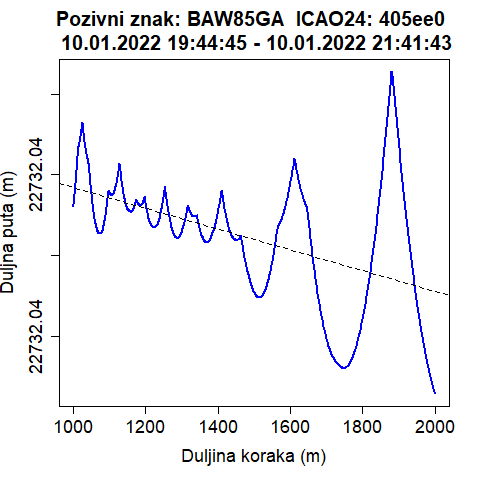 Pozivni znak: BAW85GA  ICAO24: 405ee0
10.01.2022 19:44:45 - 10.01.2022 21:41:43
Duljina puta (m)
22732.04
22732.04
1000 1200 1400 1600 1800 2000
Duljina koraka (m)